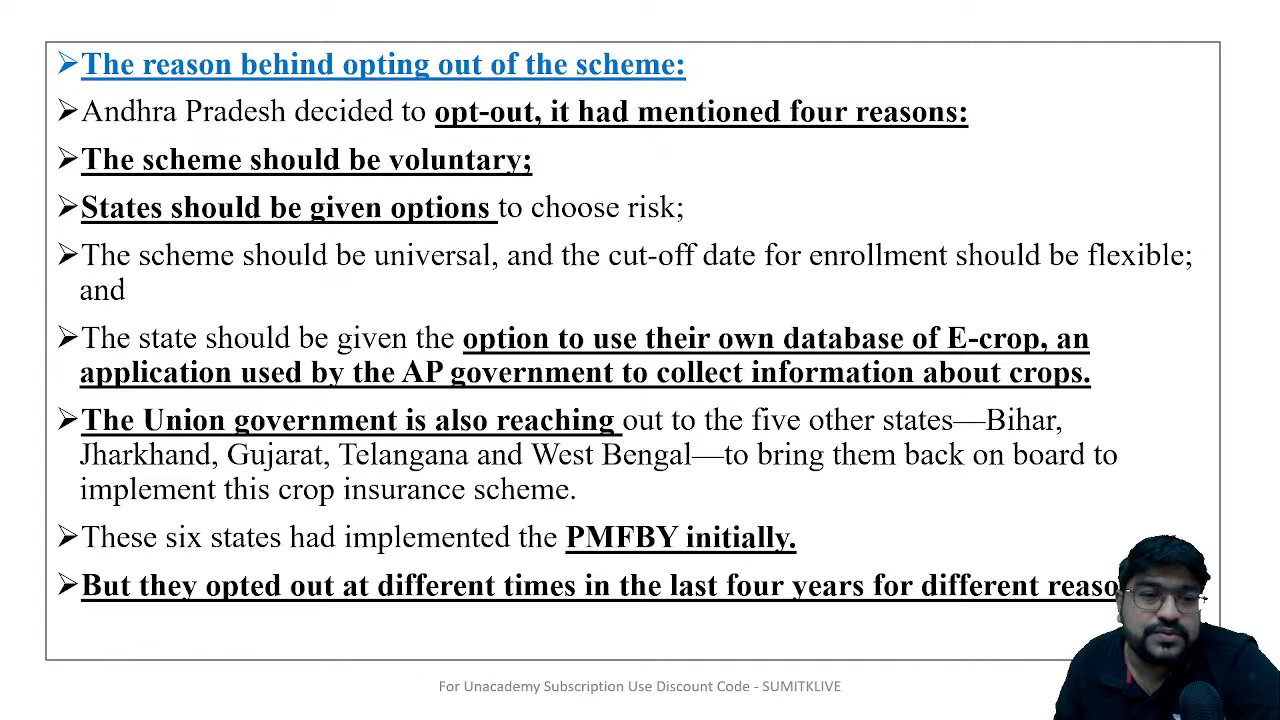 ➢The reason behind opting out of the scheme:
➢Andhra Pradesh decided to opt-out, it had mentioned four reasons:
➢The scheme should be voluntary;
➢States should be given options to choose risk;
➢The scheme should be universal, and the cut-off date for enrollment should be flexible;
and
➢The state should be given the option to use their own database of E-crop, an
application used by the AP government to collect information about crops.
➢The Union government is also reaching out to the five other states—Bihar,
Jharkhand, Gujarat, Telangana and West Bengal—to bring them back on board to
implement this crop insurance scheme.
➢These six states had implemented the PMFBY initially.
➢But they opted out at different times in the last four years for different
For Unacademy Subscription Use Discount Code - SUMITKLIVE